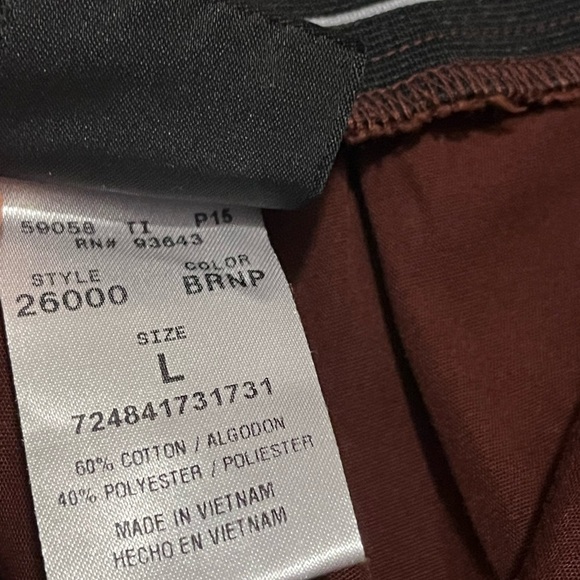 59058 TI P15
RN# 93643
STYLE COLOR
26000 BRNP
SIZE
L
724841731731
60% COTTON / ALGODON
40% POLYESTER / POLIESTER
MADE IN VIETNAM
HECHO EN VIETNAM